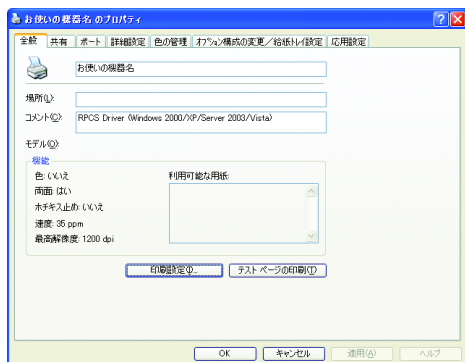 お使いの機器名 のプロパティ
全般 共有 ポート 詳細設定 色の管理 オプション構成の変更／給紙トレイ設定 応用設定
お使いの機器名
場所(L):
コメント(C): RPCS Driver (Windows 2000/XP/Server 2003/Vista)
モデル(O):
機能
色: いいえ 利用可能な用紙:
両面: はい
ホチキス止め: いいえ
速度: 35 ppm
最高解像度: 1200 dpi
印刷設定(I)... テスト ページの印刷(T)
OK キャンセル 適用(A) ヘルプ